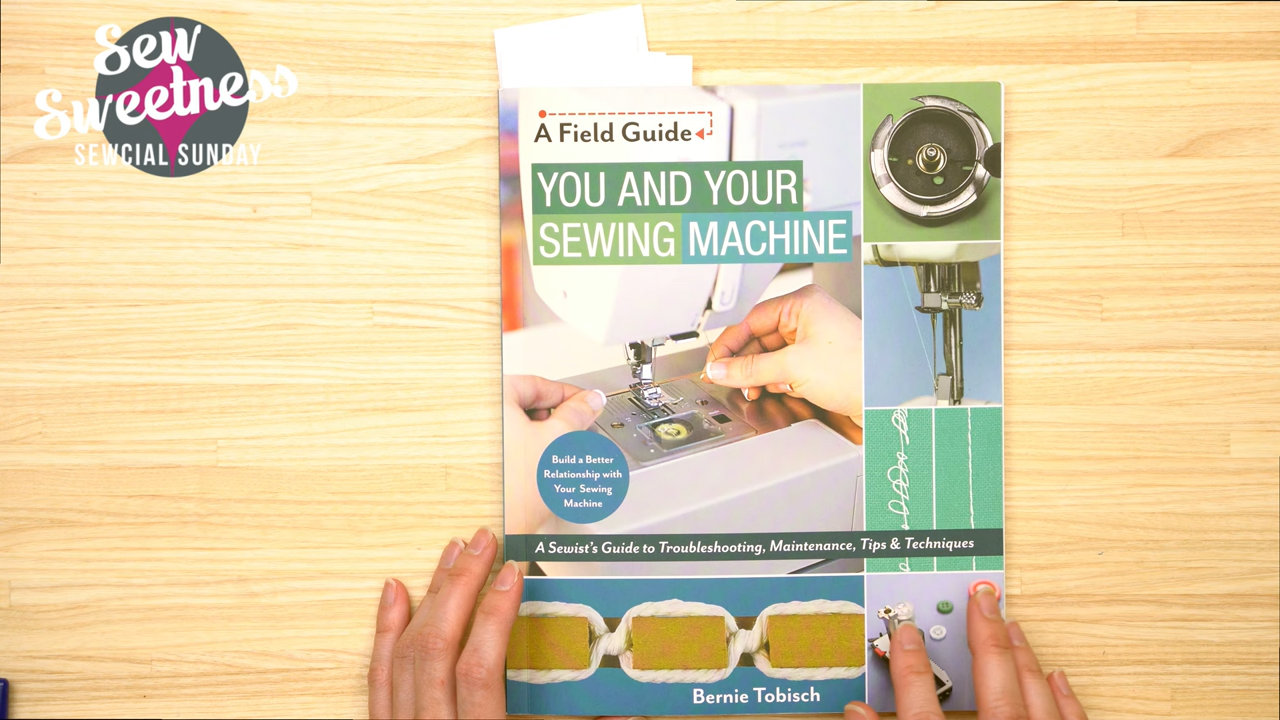 Sew
Sweetness
SEWCIAL SUNDAY
A Field Guide
YOU AND YOUR
SEWING MACHINE
Build a Better
Relationship with
Your Sewing
Machine
A Sewist's Guide to Troubleshooting, Maintenance, Tips & Techniques
Bernie Tobisch